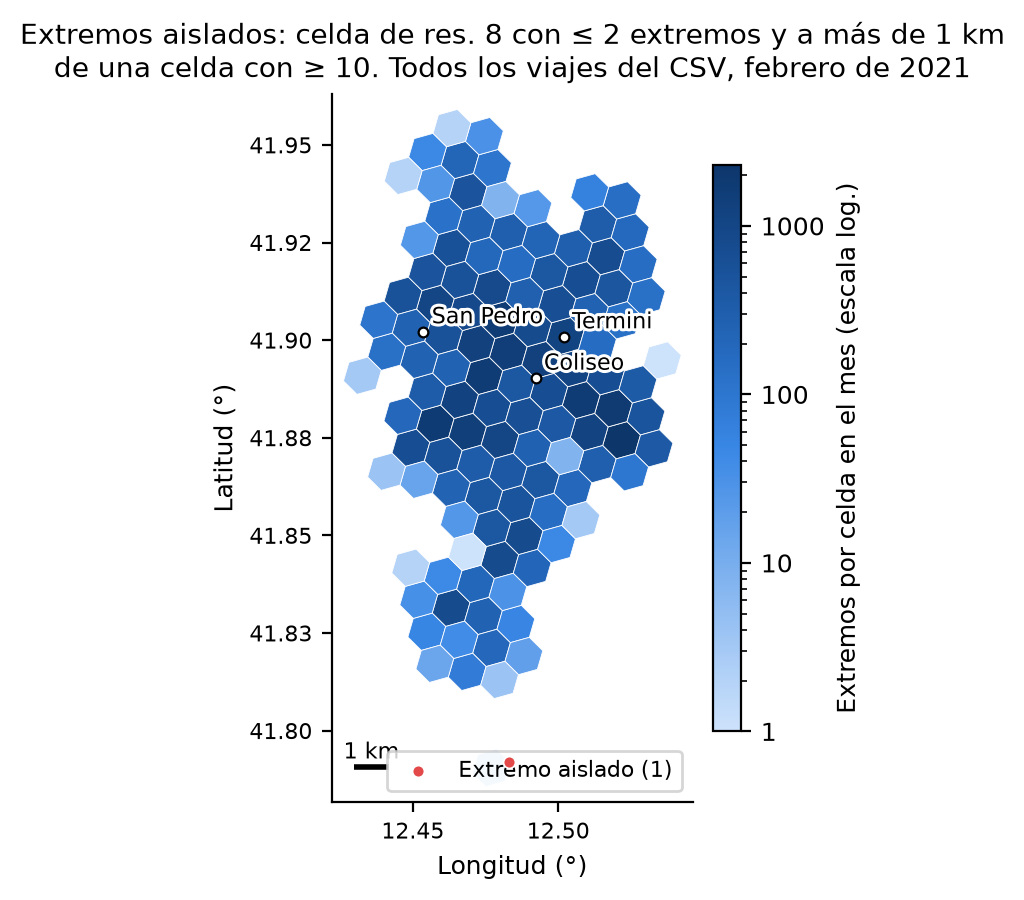 Extremos aislados: celda de res. 8 con ≤ 2 extremos y a más de 1 km
de una celda con ≥ 10. Todos los viajes del CSV, febrero de 2021
41.95
41.92
41.90
41.88
41.85
41.83
41.80
Latitud (°)
San Pedro
Termini
Coliseo
1 km
Extremo aislado (1)
12.45
12.50
Longitud (°)
1000
100
10
1
Extremos por celda en el mes (escala log.)